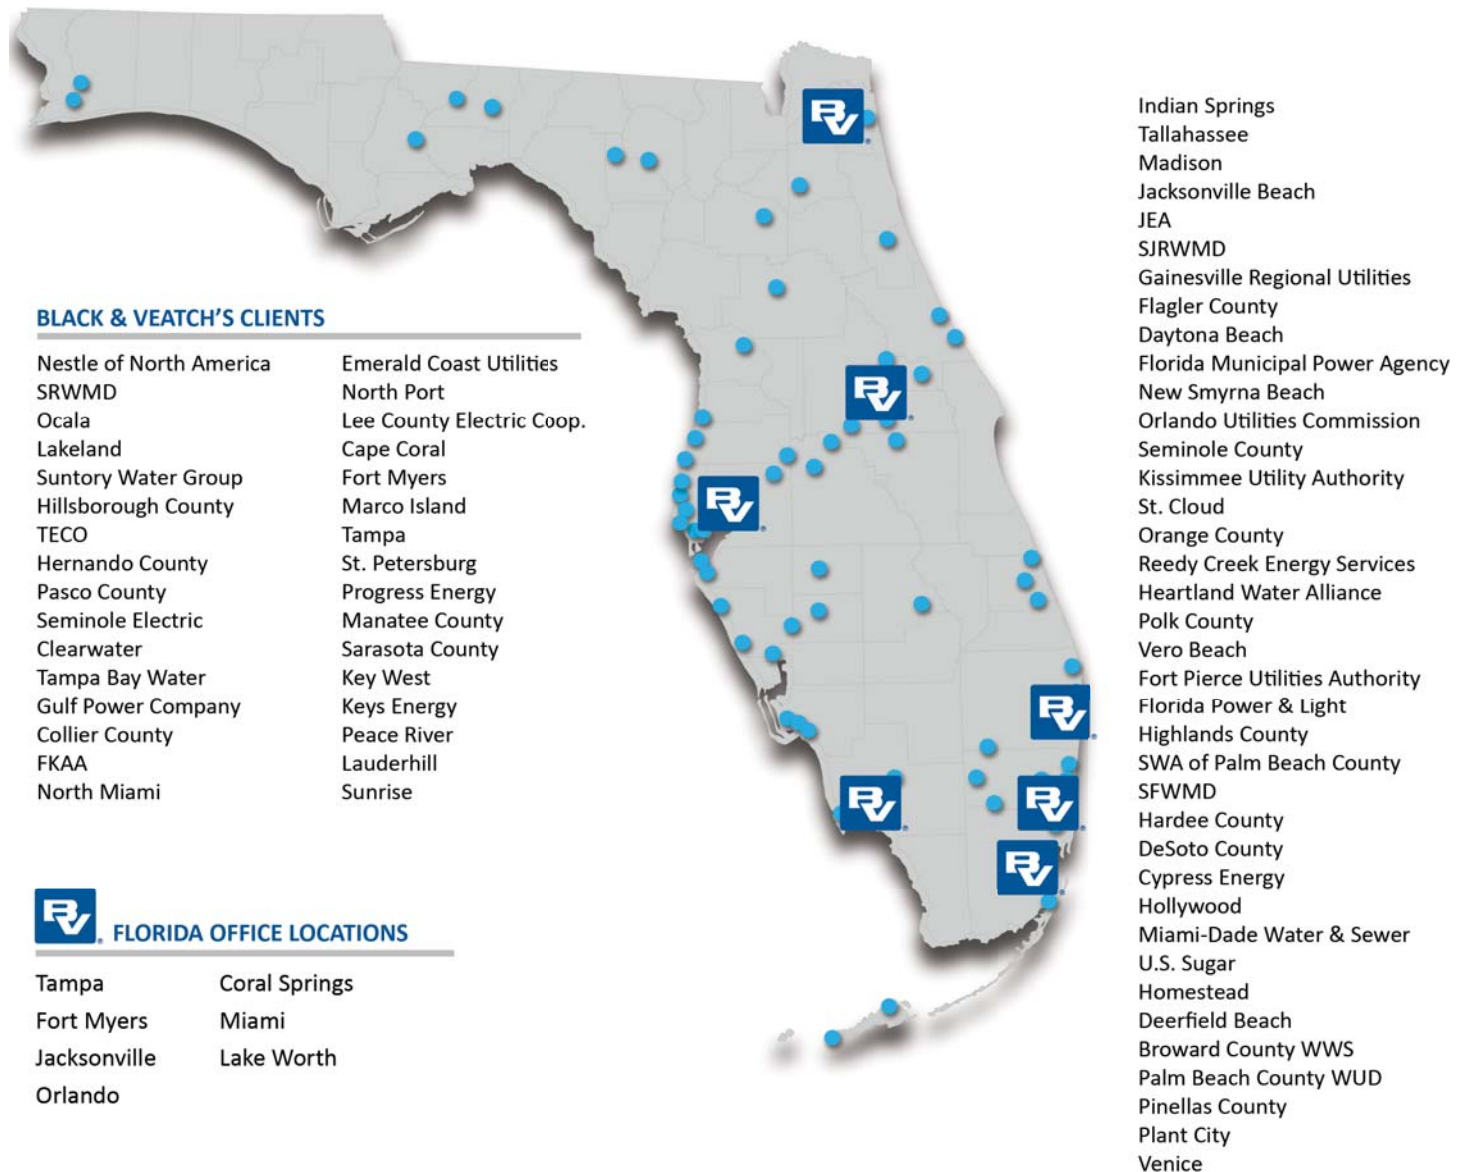 BLACK & VEATCH'S CLIENTS
Nestle of North America
SRWMD
Ocala
Lakeland
Suntory Water Group
Hillsborough County
TECO
Hernando County
Pasco County
Seminole Electric
Clearwater
Tampa Bay Water
Gulf Power Company
Collier County
FKAA
North Miami
Emerald Coast Utilities
North Port
Lee County Electric Coop.
Cape Coral
Fort Myers
Marco Island
Tampa
St. Petersburg
Progress Energy
Manatee County
Sarasota County
Key West
Keys Energy
Peace River
Lauderhill
Sunrise
Indian Springs
Tallahassee
Madison
Jacksonville Beach
JEA
SJRWMD
Gainesville Regional Utilities
Flagler County
Daytona Beach
Florida Municipal Power Agency
New Smyrna Beach
Orlando Utilities Commission
Seminole County
Kissimmee Utility Authority
St. Cloud
Orange County
Reedy Creek Energy Services
Heartland Water Alliance
Polk County
Vero Beach
Fort Pierce Utilities Authority
Florida Power & Light
Highlands County
SWA of Palm Beach County
SFWMD
Hardee County
DeSoto County
Cypress Energy
Hollywood
Miami-Dade Water & Sewer
U.S. Sugar
Homestead
Deerfield Beach
Broward County WWS
Palm Beach County WUD
Pinellas County
Plant City
Venice
BV
BV
BV
BV
BV
BV
BV
BV® FLORIDA OFFICE LOCATIONS
Tampa
Fort Myers
Jacksonville
Orlando
Coral Springs
Miami
Lake Worth